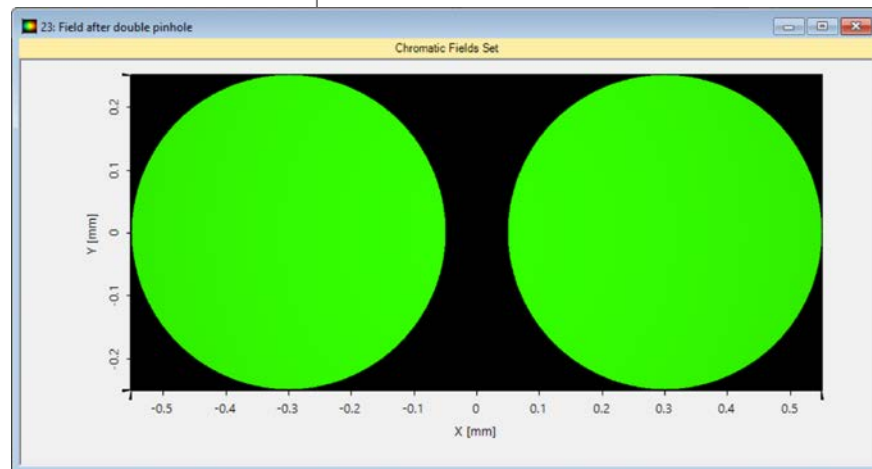 23: Field after double pinhole
Chromatic Fields Set
0.2
0.1
0
-0.1
-0.2
Y [mm]
-0.5 -0.4 -0.3 -0.2 -0.1 0 0.1 0.2 0.3 0.4 0.5
X [mm]